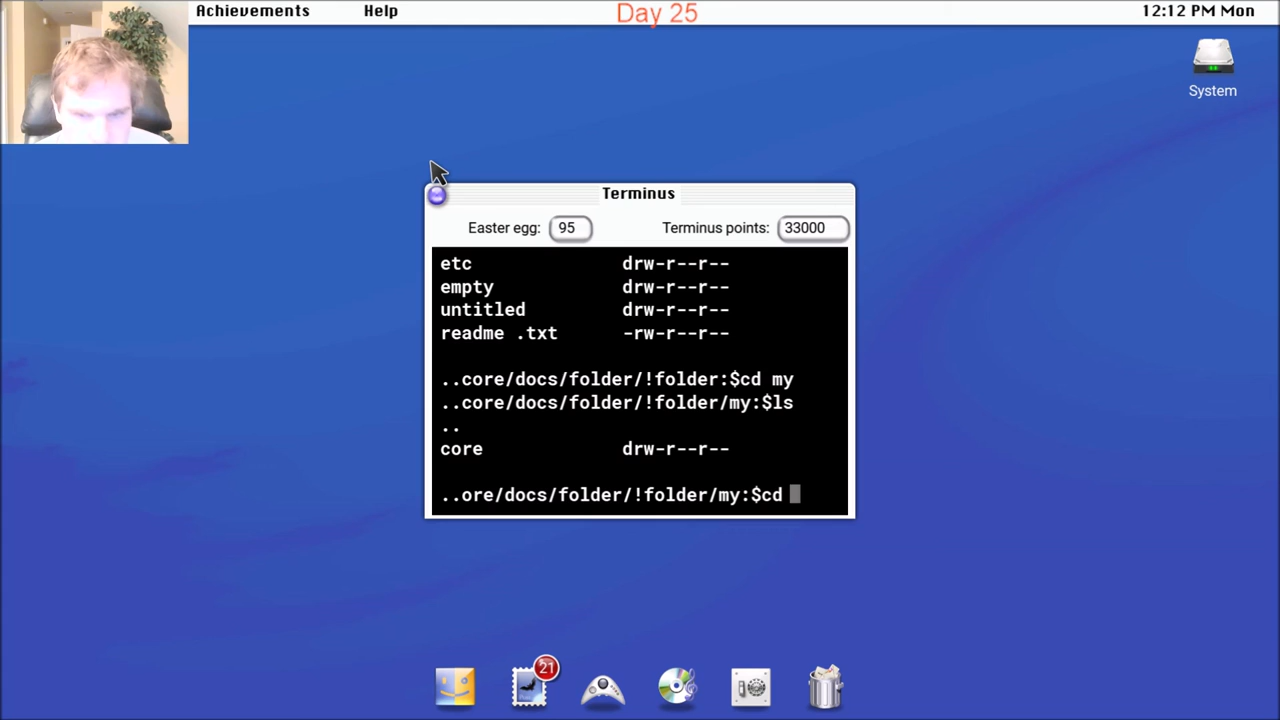 Achievements Help Day 25 12:12 PM Mon
System
Terminus
Easter egg: 95 Terminus points: 33000
etc drw-r--r--
empty drw-r--r--
untitled drw-r--r--
readme .txt -rw-r--r--
..core/docs/folder/!folder:$cd my
..core/docs/folder/!folder/my:$ls
..
core drw-r--r--
..ore/docs/folder/!folder/my:$cd
21